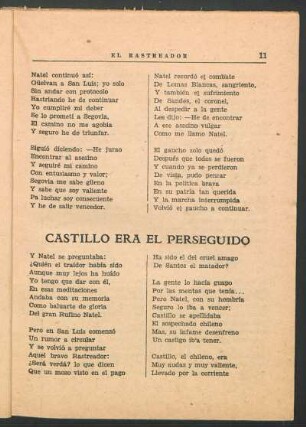 EL RASTREADOR
11
Natel continuó así:
Güelvan a San Luis; yo solo
Sin andar con protocolo
Rastriando he de continuar
Yo cumpliré mi deber
Se lo prometí a Segovia,
El camino no me agobia
Y seguro he de triunfar.
Siguió diciendo: —He jurao
Encontrar al asesino
Y seguiré mi camino
Con entusiasmo y valor;
Segovia me sabe güeno
Y sabe que soy valiente
Pa luchar soy consecuente
Y he de salir vencedor.
Natel recordó el combate
De Lomas Blancas, sangriento,
Y también el sufrimiento
De Sandes, el coronel,
Al despedir a la gente
Les dijo: —He de encontrar
A ese asesino vulgar
Como me llamo Natel.
El gaucho solo quedó
Después que todos se fueron
Y cuando ya se perdieron
De vista, pudo pensar
En la política brava
En su patria tan querida
Y la marcha interrumpida
Volvió el gaucho a continuar.
CASTILLO ERA EL PERSEGUIDO
Y Natel se preguntaba:
¿Quién el traidor había sido
Aunque muy lejos ha huído
Yo tengo que dar con él,
En esas meditaciones
Ansiaba con su memoria
Como baluarte de gloria
Del gran Rufino Natel.
Pero en San Luis comenzó
Un rumor a circular
Y se volvió a preguntar
Aquel bravo Rastreador:
¿Será verdá? lo que dicen
Que un mozo visto en el pago
Ha sido el del cruel amago
De Santos el matador?
La gente lo hacía guapo
Por las mentas que tenía...
Pero Natel, con su hombría
Seguro lo iba a vencer;
Castillo se apellidaba
El sospechado chileno
Mas, su infame desenfreno
Un castigo iba'a tener.
Castillo, el chileno, era
Muy audaz y muy valiente,
Llevado por la corriente